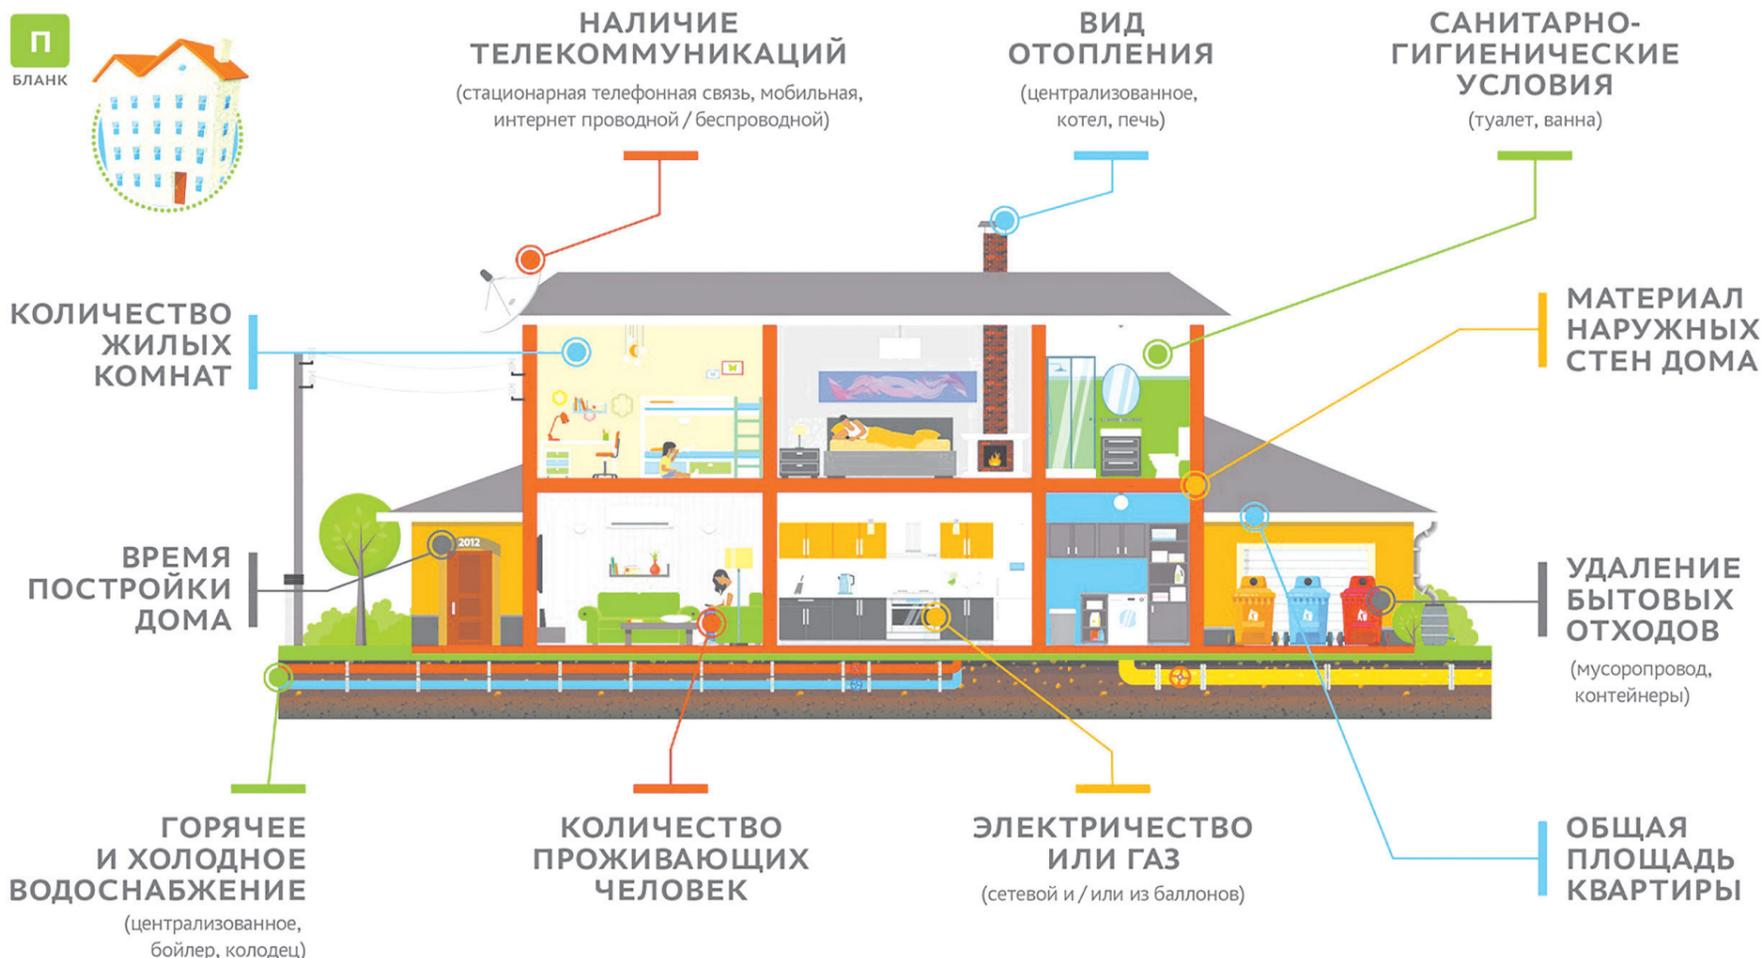 П
БЛАНК
НАЛИЧИЕ
ТЕЛЕКОММУНИКАЦИЙ
(стационарная телефонная связь, мобильная,
интернет проводной / беспроводной)
ВИД
ОТОПЛЕНИЯ
(централизованное,
котел, печь)
САНИТАРНО-
ГИГИЕНИЧЕСКИЕ
УСЛОВИЯ
(туалет, ванна)
КОЛИЧЕСТВО
ЖИЛЫХ
КОМНАТ
МАТЕРИАЛ
НАРУЖНЫХ
СТЕН ДОМА
ВРЕМЯ
ПОСТРОЙКИ
ДОМА
2012
УДАЛЕНИЕ
БЫТОВЫХ
ОТХОДОВ
(мусоропровод,
контейнеры)
ГОРЯЧЕЕ
И ХОЛОДНОЕ
ВОДОСНАБЖЕНИЕ
(централизованное,
бойлер, колодец)
КОЛИЧЕСТВО
ПРОЖИВАЮЩИХ
ЧЕЛОВЕК
ЭЛЕКТРИЧЕСТВО
ИЛИ ГАЗ
(сетевой и / или из баллонов)
ОБЩАЯ
ПЛОЩАДЬ
КВАРТИРЫ